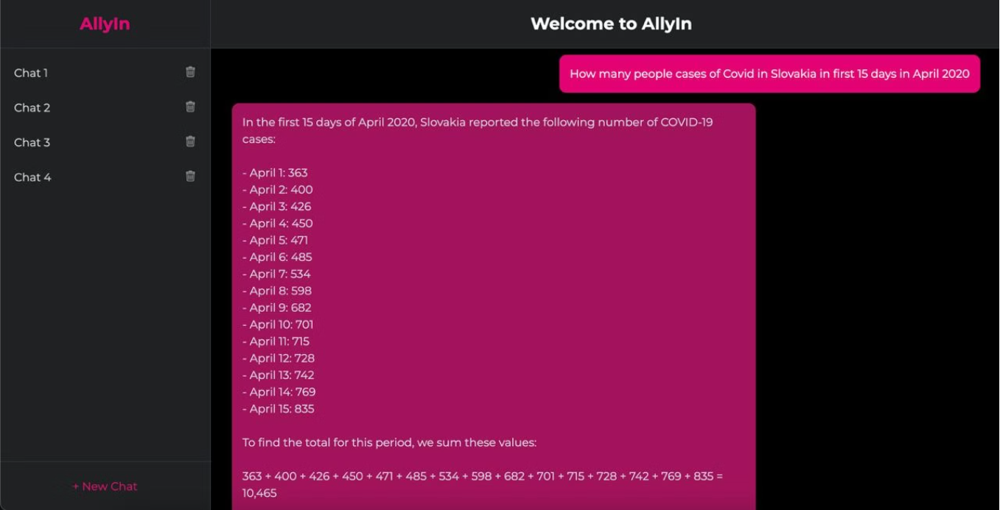 AllyIn
Welcome to AllyIn
Chat 1
Chat 2
Chat 3
Chat 4
+ New Chat
How many people cases of Covid in Slovakia in first 15 days in April 2020
In the first 15 days of April 2020, Slovakia reported the following number of COVID-19
cases:
- April 1: 363
- April 2: 400
- April 3: 426
- April 4: 450
- April 5: 471
- April 6: 485
- April 7: 534
- April 8: 598
- April 9: 682
- April 10: 701
- April 11: 715
- April 12: 728
- April 13: 742
- April 14: 769
- April 15: 835
To find the total for this period, we sum these values:
363 + 400 + 426 + 450 + 471 + 485 + 534 + 598 + 682 + 701 + 715 + 728 + 742 + 769 + 835 =
10,465